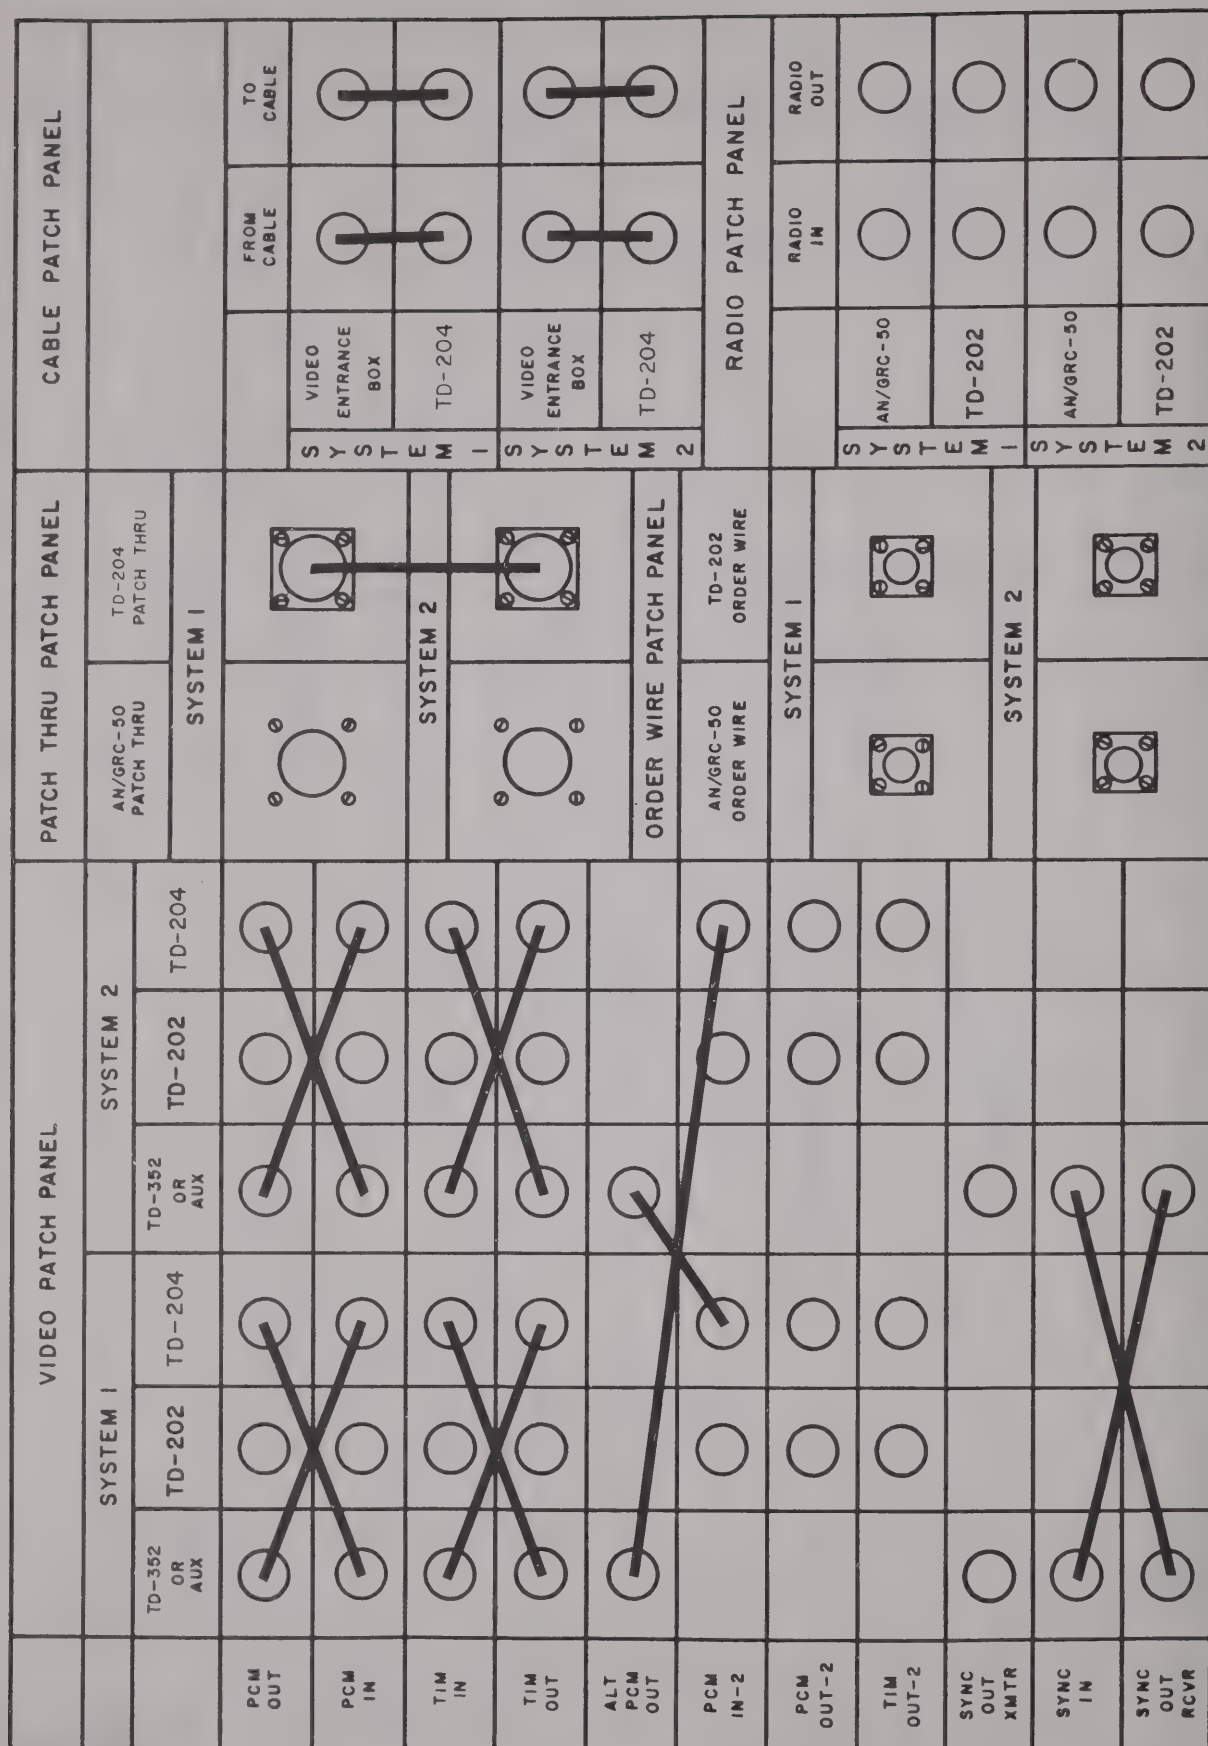 VIDEO PATCH PANEL
SYSTEM 1
SYSTEM 2
TD-352
OR
AUX
TD-202
TD-204
TD-352
OR
AUX
TD-202
TD-204
PCM
OUT
PCM
IN
TIM
IN
TIM
OUT
ALT
PCM
OUT
PCM
IN-2
PCM
OUT-2
TIM
OUT-2
SYNC
OUT
XMTR
SYNC
IN
SYNC
OUT
RCVR
PATCH THRU PATCH PANEL
AN/GRC-50
PATCH THRU
TD-204
PATCH THRU
SYSTEM 1
SYSTEM 2
ORDER WIRE PATCH PANEL
AN/GRC-50
ORDER WIRE
TD-202
ORDER WIRE
SYSTEM 1
SYSTEM 2
CABLE PATCH PANEL
FROM
CABLE
TO
CABLE
SYSTEM 1
VIDEO
ENTRANCE
BOX
TD-204
SYSTEM 2
VIDEO
ENTRANCE
BOX
TD-204
RADIO PATCH PANEL
RADIO
IN
RADIO
OUT
SYSTEM 1
AN/GRC-50
TD-202
SYSTEM 2
AN/GRC-50
TD-202